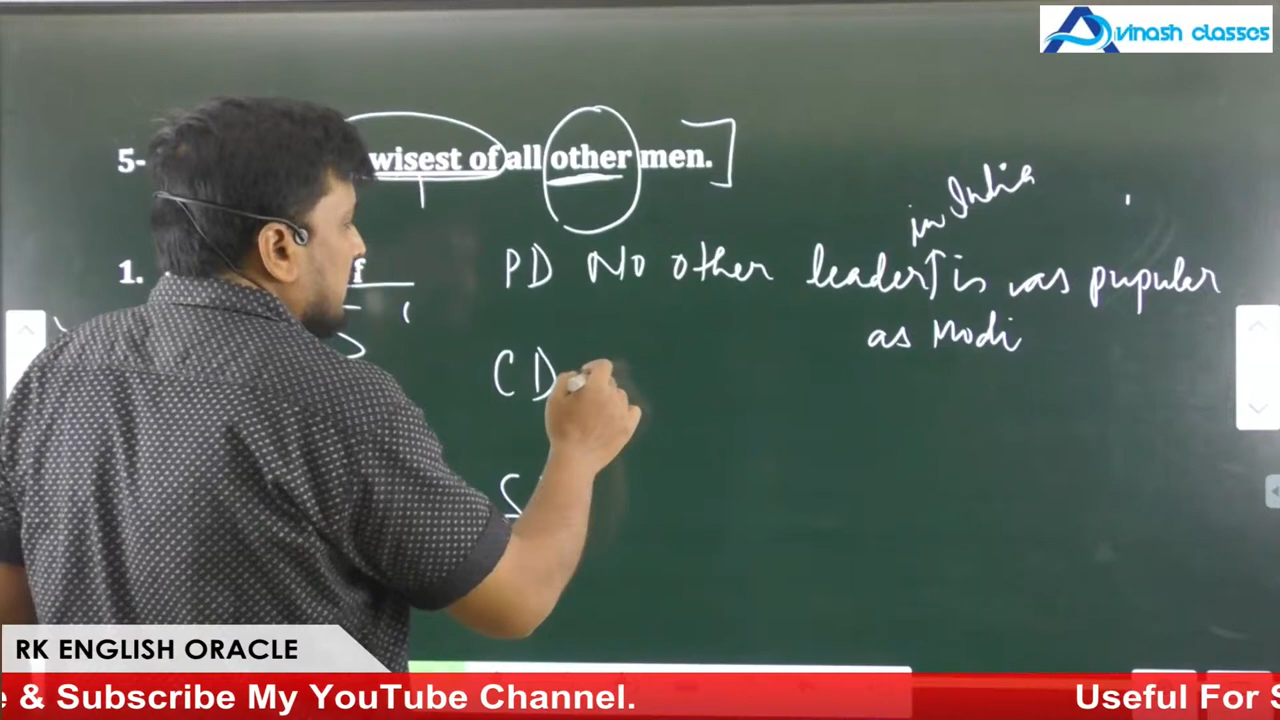 vinash classes
5- wisest of all other men.
in India
1. f
PD No other leader is as pupular
as Modi
CD
S
RK ENGLISH ORACLE
e & Subscribe My YouTube Channel. Useful For S